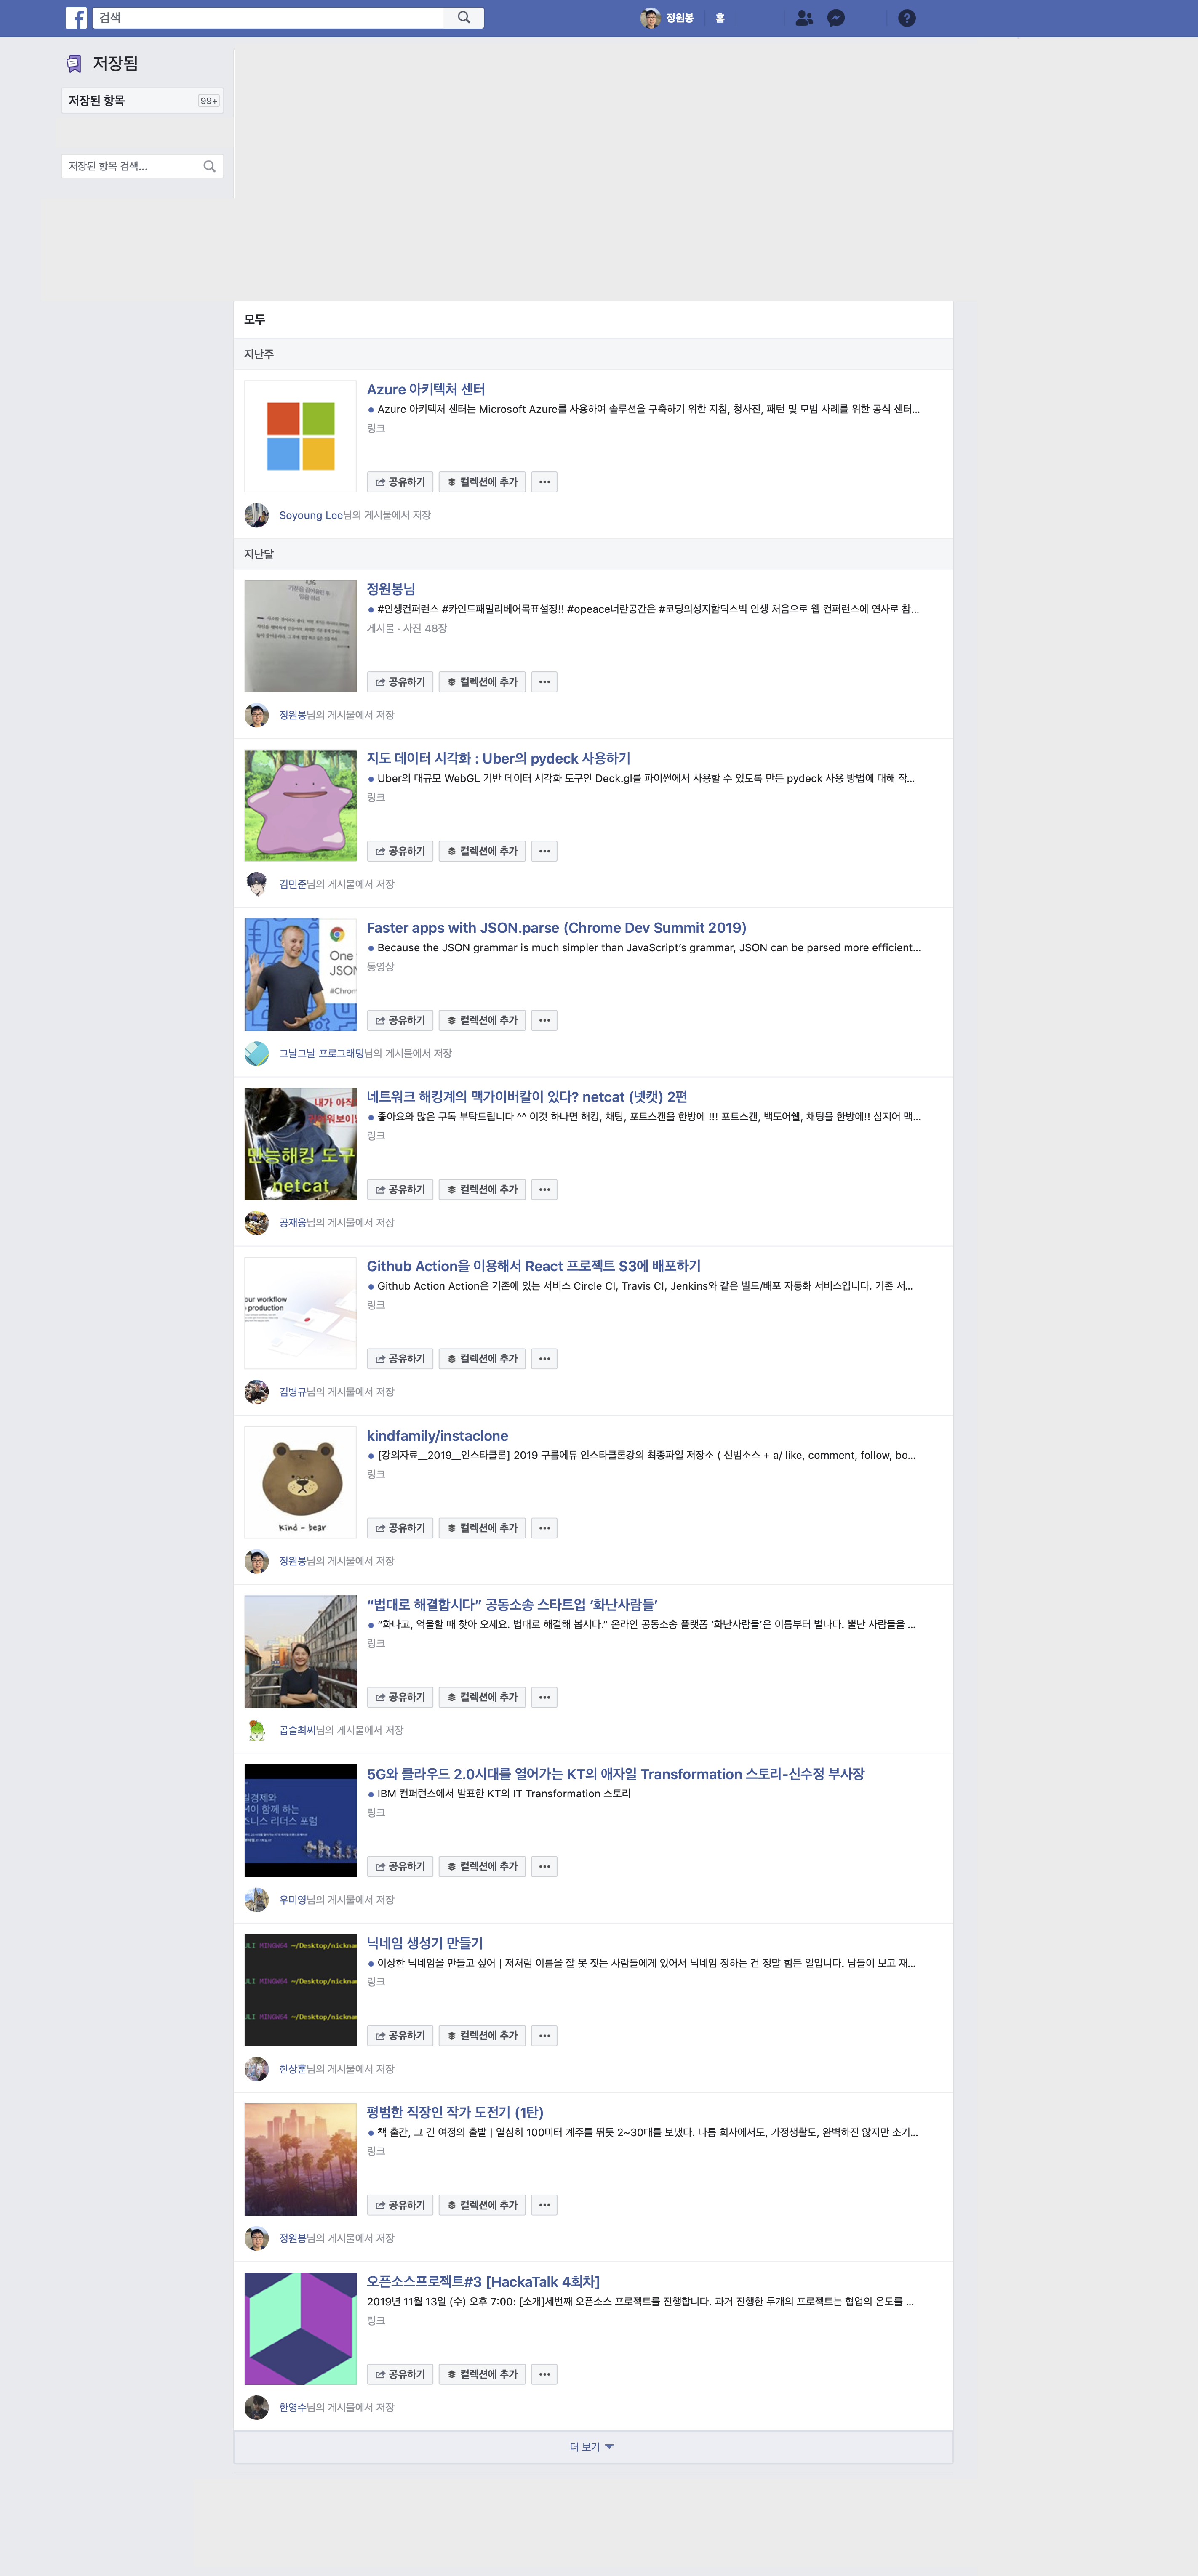 검색
정원봉
홈
저장됨
저장된 항목
99+
저장된 항목 검색...
모두
지난주
Azure 아키텍처 센터
Azure 아키텍처 센터는 Microsoft Azure를 사용하여 솔루션을 구축하기 위한 지침, 청사진, 패턴 및 모범 사례를 위한 공식 센터...
링크
공유하기
컬렉션에 추가
Soyoung Lee님의 게시물에서 저장
지난달
정원봉님
#인생컨퍼런스 #카인드패밀리베어목표설정!! #opeace너란공간은 #코딩의성지함덕스벅 인생 처음으로 웹 컨퍼런스에 연사로 참...
게시물 · 사진 48장
공유하기
컬렉션에 추가
정원봉님의 게시물에서 저장
지도 데이터 시각화 : Uber의 pydeck 사용하기
Uber의 대규모 WebGL 기반 데이터 시각화 도구인 Deck.gl를 파이썬에서 사용할 수 있도록 만든 pydeck 사용 방법에 대해 작...
링크
공유하기
컬렉션에 추가
김민준님의 게시물에서 저장
One
JSON
#Chrom
Faster apps with JSON.parse (Chrome Dev Summit 2019)
Because the JSON grammar is much simpler than JavaScript’s grammar, JSON can be parsed more efficient...
동영상
공유하기
컬렉션에 추가
그날그날 프로그래밍님의 게시물에서 저장
내가 아직
만능해킹 도구
netcat
네트워크 해킹계의 맥가이버칼이 있다? netcat (넷캣) 2편
좋아요와 많은 구독 부탁드립니다 ^^ 이것 하나면 해킹, 채팅, 포트스캔을 한방에 !!! 포트스캔, 백도어쉘, 채팅을 한방에!! 심지어 맥...
링크
공유하기
컬렉션에 추가
공재웅님의 게시물에서 저장
our workflow
production
Github Action을 이용해서 React 프로젝트 S3에 배포하기
Github Action Action은 기존에 있는 서비스 Circle CI, Travis CI, Jenkins와 같은 빌드/배포 자동화 서비스입니다. 기존 서...
링크
공유하기
컬렉션에 추가
김병규님의 게시물에서 저장
kind - bear
kindfamily/instaclone
[강의자료__2019__인스타클론] 2019 구름에듀 인스타클론강의 최종파일 저장소 ( 선범소스 + a/ like, comment, follow, bo...
링크
공유하기
컬렉션에 추가
정원봉님의 게시물에서 저장
“법대로 해결합시다” 공동소송 스타트업 ‘화난사람들’
“화나고, 억울할 때 찾아 오세요. 법대로 해결해 봅시다.” 온라인 공동소송 플랫폼 ‘화난사람들’은 이름부터 별나다. 뿔난 사람들을 ...
링크
공유하기
컬렉션에 추가
곱슬최씨님의 게시물에서 저장
일경제와
M이 함께 하는
즈니스 리더스 포럼
think
5G와 클라우드 2.0시대를 열어가는 KT의 애자일 Transformation 스토리-신수정 부사장
IBM 컨퍼런스에서 발표한 KT의 IT Transformation 스토리
링크
공유하기
컬렉션에 추가
우미영님의 게시물에서 저장
JLI MINGW64 ~/Desktop/nicknam
JLI MINGW64 ~/Desktop/nicknam
JLI MINGW64 ~/Desktop/nicknam
닉네임 생성기 만들기
이상한 닉네임을 만들고 싶어 | 저처럼 이름을 잘 못 짓는 사람들에게 있어서 닉네임 정하는 건 정말 힘든 일입니다. 남들이 보고 재...
링크
공유하기
컬렉션에 추가
한상훈님의 게시물에서 저장
평범한 직장인 작가 도전기 (1탄)
책 출간, 그 긴 여정의 출발 | 열심히 100미터 계주를 뛰듯 2~30대를 보냈다. 나름 회사에서도, 가정생활도, 완벽하진 않지만 소기...
링크
공유하기
컬렉션에 추가
정원봉님의 게시물에서 저장
오픈소스프로젝트#3 [HackaTalk 4회차]
2019년 11월 13일 (수) 오후 7:00: [소개]세번째 오픈소스 프로젝트를 진행합니다. 과거 진행한 두개의 프로젝트는 협업의 온도를 ...
링크
공유하기
컬렉션에 추가
한영수님의 게시물에서 저장
더 보기